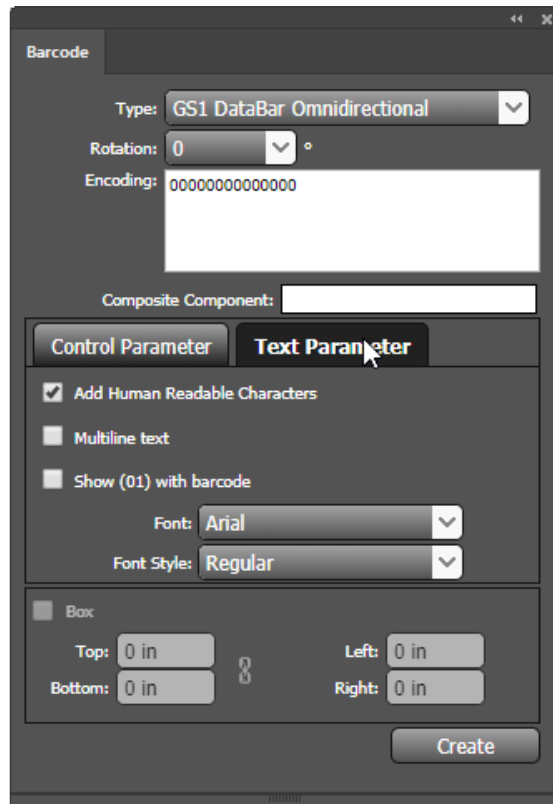 Barcode
Type: GS1 DataBar Omnidirectional
Rotation: 0 °
Encoding: 00000000000000
Composite Component:
Control Parameter Text Parameter
Add Human Readable Characters
Multiline text
Show (01) with barcode
Font: Arial
Font Style: Regular
Box
Top: 0 in Left: 0 in
Bottom: 0 in Right: 0 in
Create